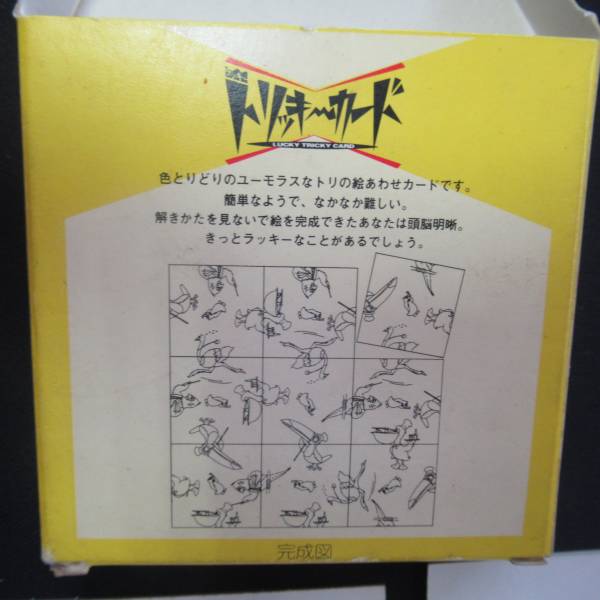 トリッキーカード
LUCKY TRICKY CARD
色とりどりのユーモラスなトリの絵あわせカードです。
簡単なようで、なかなか難しい。
解きかたを見ないで絵を完成できたあなたは頭脳明晰。
きっとラッキーなことがあるでしょう。
完成図